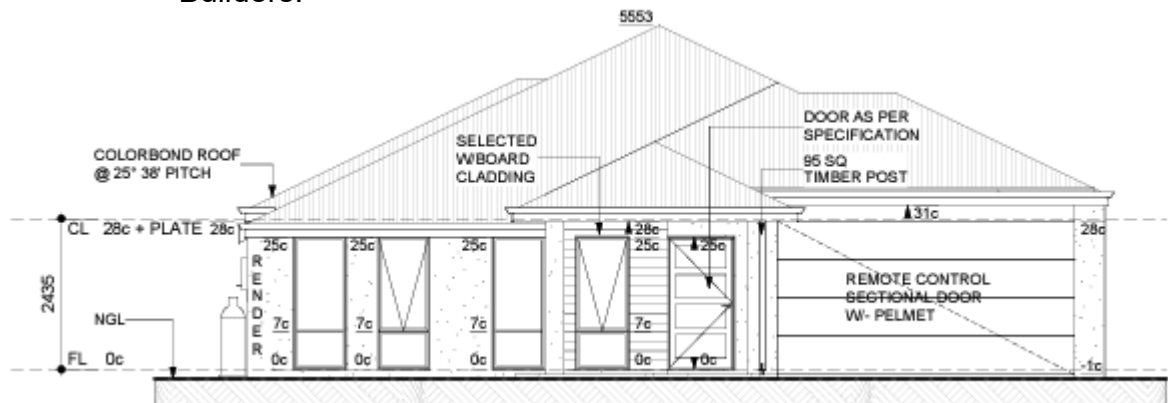 Builders.
5553
COLORBOND ROOF
@ 25° 38' PITCH
SELECTED
W/BOARD
CLADDING
DOOR AS PER
SPECIFICATION
95 SQ
TIMBER POST
31c
CL 28c + PLATE 28c
28c
28c
25c
25c
25c
25c
25c
2435
RENDER
REMOTE CONTROL
SECTIONAL DOOR
W/- PELMET
NGL
7c
7c
7c
7c
FL 0c
0c
0c
0c
0c
0c
-1c